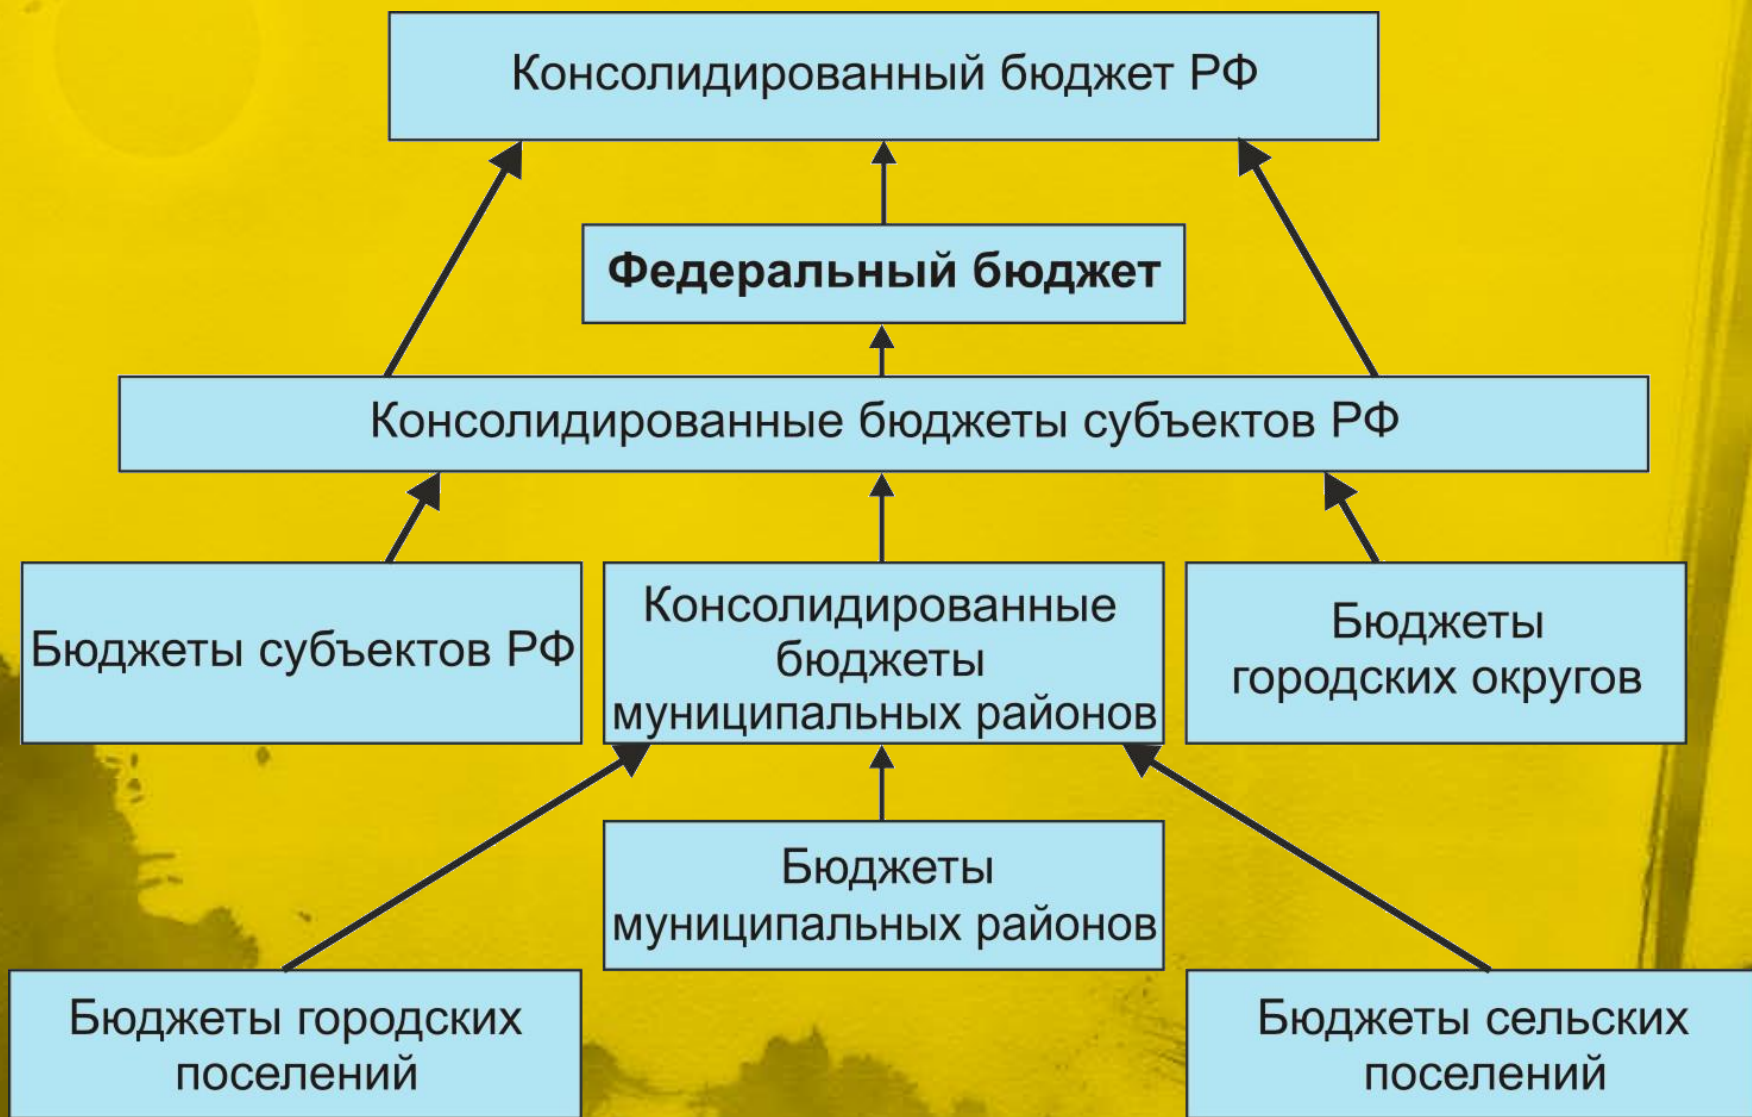 Консолидированный бюджет РФ
Федеральный бюджет
Консолидированные бюджеты субъектов РФ
Бюджеты субъектов РФ
Консолидированные
бюджеты
муниципальных районов
Бюджеты
городских округов
Бюджеты
муниципальных районов
Бюджеты городских
поселений
Бюджеты сельских
поселений